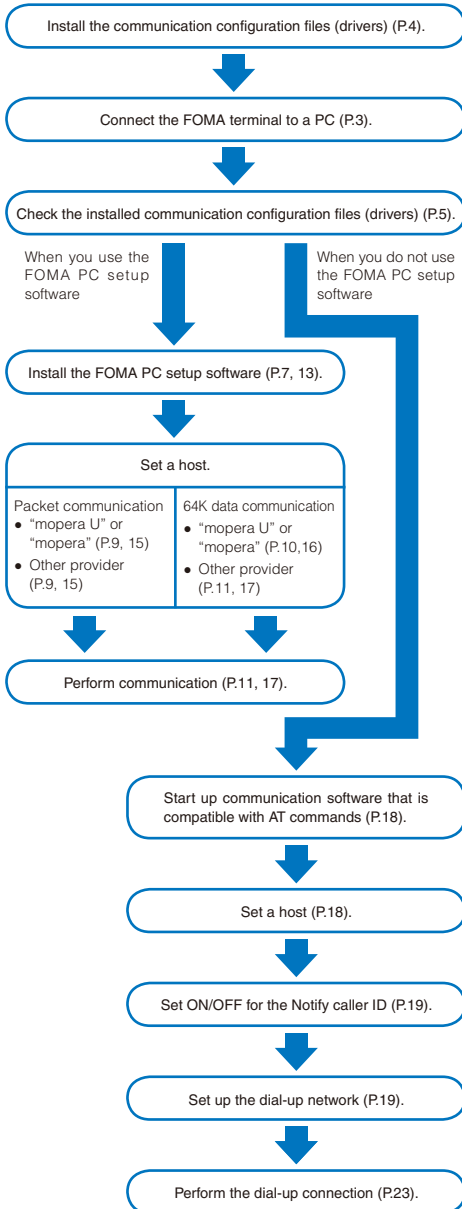 Install the communication configuration files (drivers) (P.4).
Connect the FOMA terminal to a PC (P.3).
Check the installed communication configuration files (drivers) (P.5).
When you use the
FOMA PC setup
software
When you do not use
the FOMA PC setup
software
Install the FOMA PC setup software (P.7, 13).
Set a host.
Packet communication
● “mopera U” or
“mopera” (P.9, 15)
● Other provider
(P.9, 15)
64K data communication
● “mopera U” or
“mopera” (P.10,16)
● Other provider
(P.11, 17)
Perform communication (P.11, 17).
Start up communication software that is
compatible with AT commands (P.18).
Set a host (P.18).
Set ON/OFF for the Notify caller ID (P.19).
Set up the dial-up network (P.19).
Perform the dial-up connection (P.23).